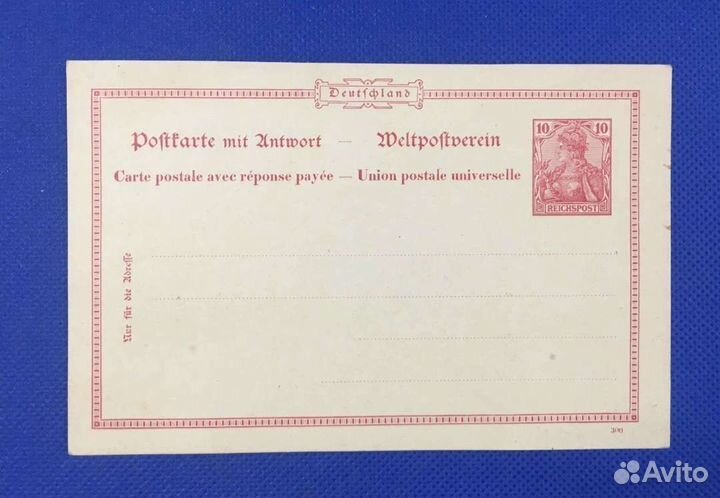 Deutschland
Postkarte mit Antwort — Weltpostverein
Carte postale avec réponse payée — Union postale universelle
10 10
REICHSPOST
Nur für die Adresse
Avito